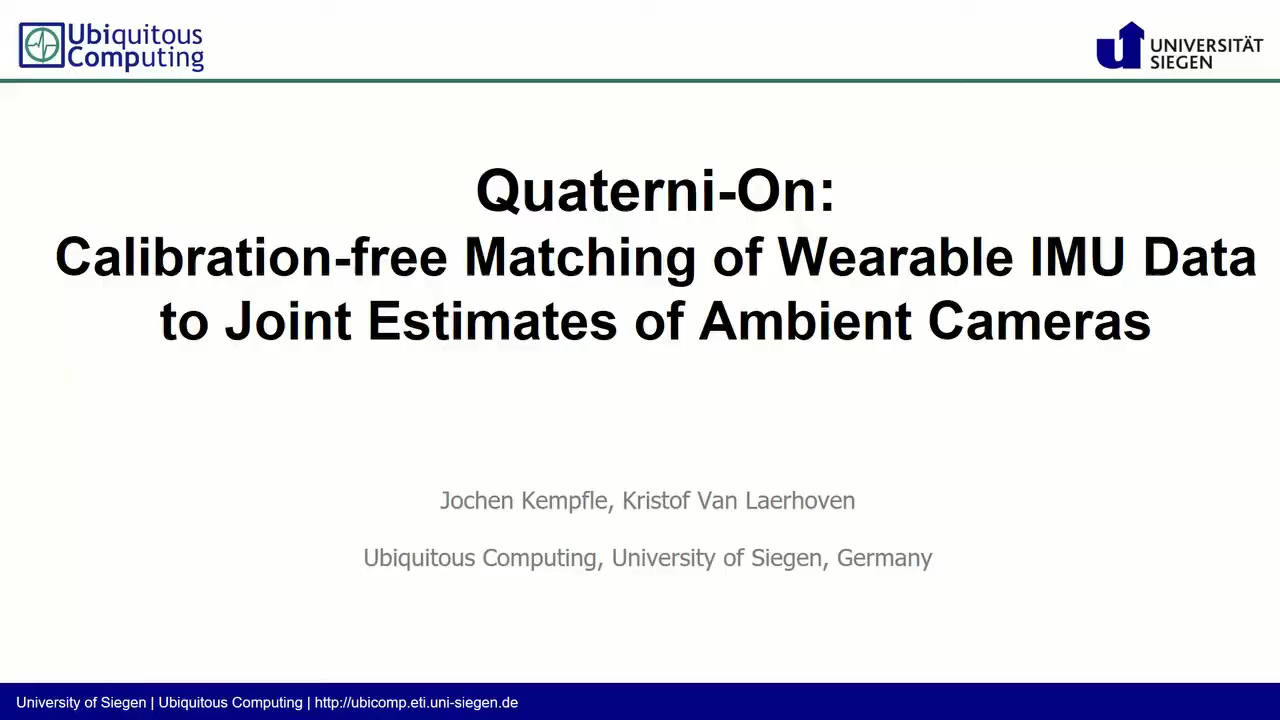 Ubiquitous
Computing
UNIVERSITÄT
SIEGEN
Quaterni-On:
Calibration-free Matching of Wearable IMU Data
to Joint Estimates of Ambient Cameras
Jochen Kempfle, Kristof Van Laerhoven
Ubiquitous Computing, University of Siegen, Germany
University of Siegen | Ubiquitous Computing | http://ubicomp.eti.uni-siegen.de